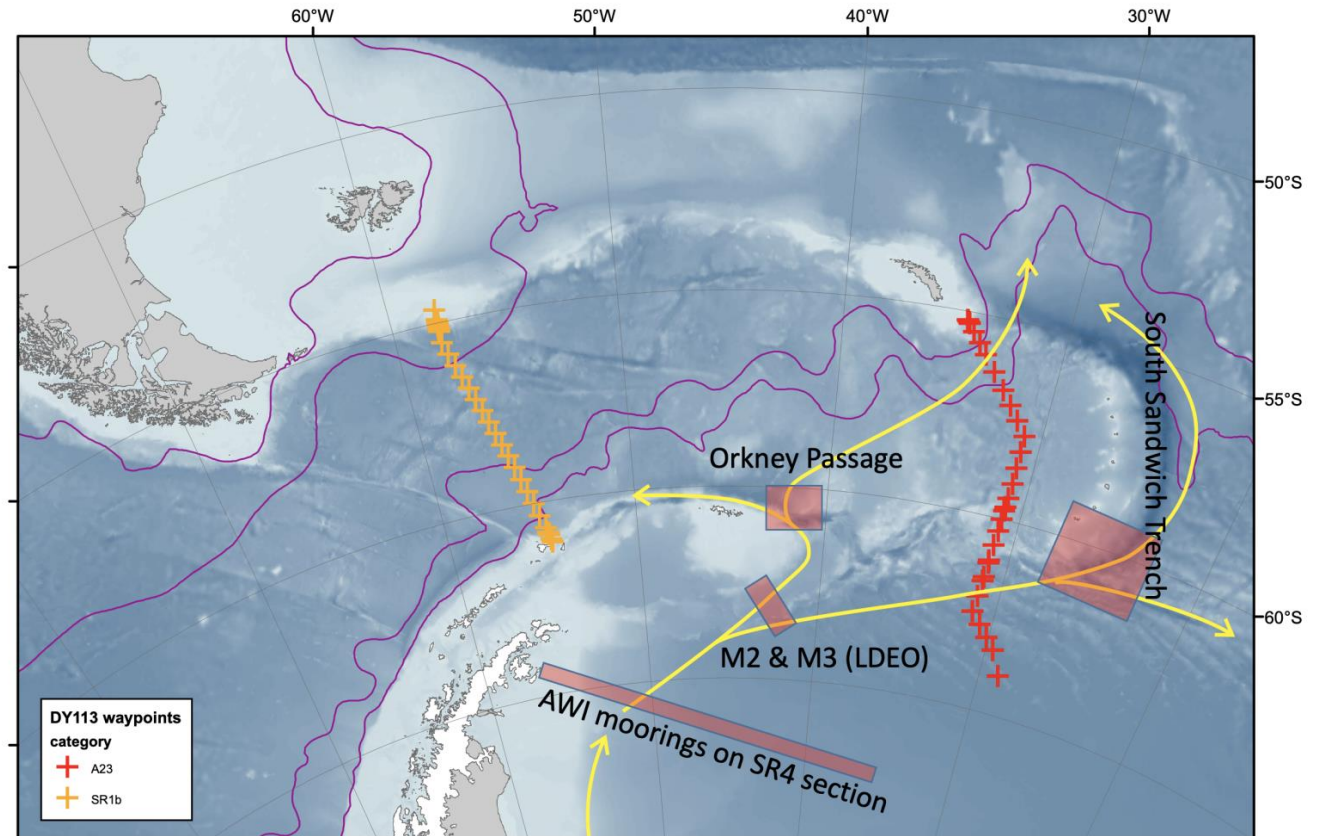 60°W
50°W
40°W
30°W
50°S
South Sandwich Trench
55°S
Orkney Passage
60°S
M2 & M3 (LDEO)
AWI moorings on SR4 section
DY113 waypoints
category
A23
SR1b